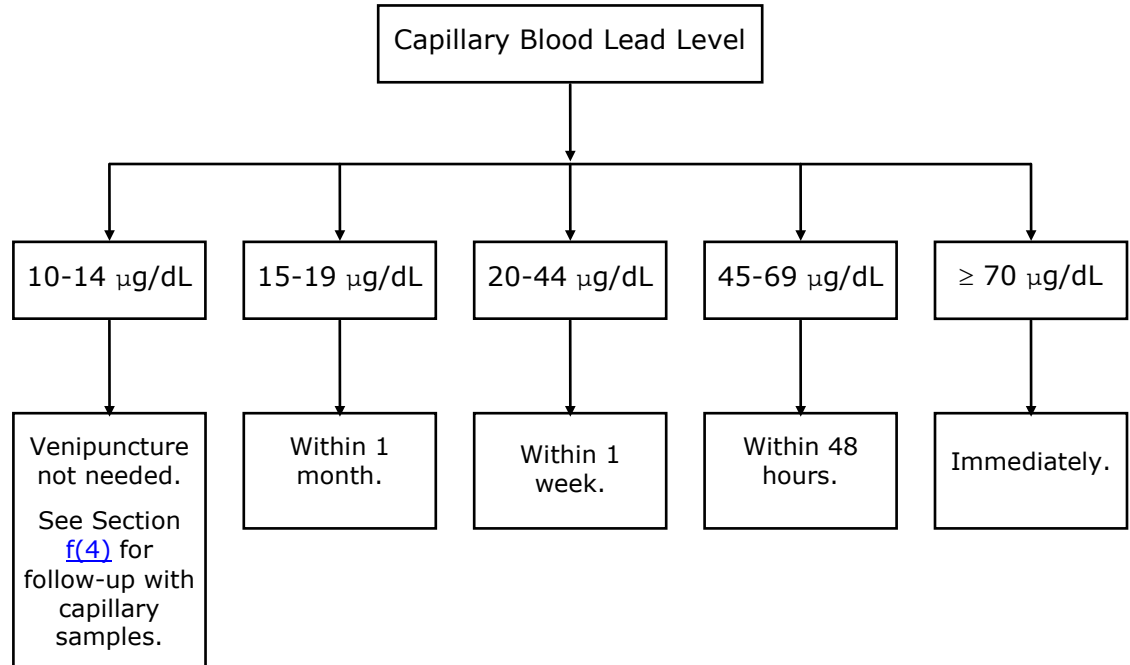 Capillary Blood Lead Level
10-14 μg/dL
15-19 μg/dL
20-44 μg/dL
45-69 μg/dL
≥ 70 μg/dL
Venipuncture
not needed.
See Section
f(4) for
follow-up with
capillary
samples.
Within 1
month.
Within 1
week.
Within 48
hours.
Immediately.